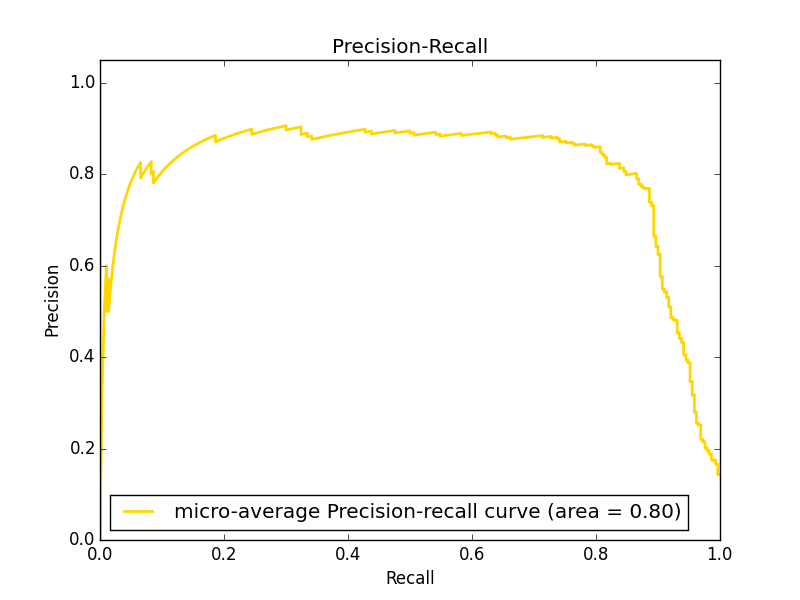 Precision-Recall
1.0
0.8
0.6
0.4
0.2
0.0
Precision
micro-average Precision-recall curve (area = 0.80)
0.0 0.2 0.4 0.6 0.8 1.0
Recall